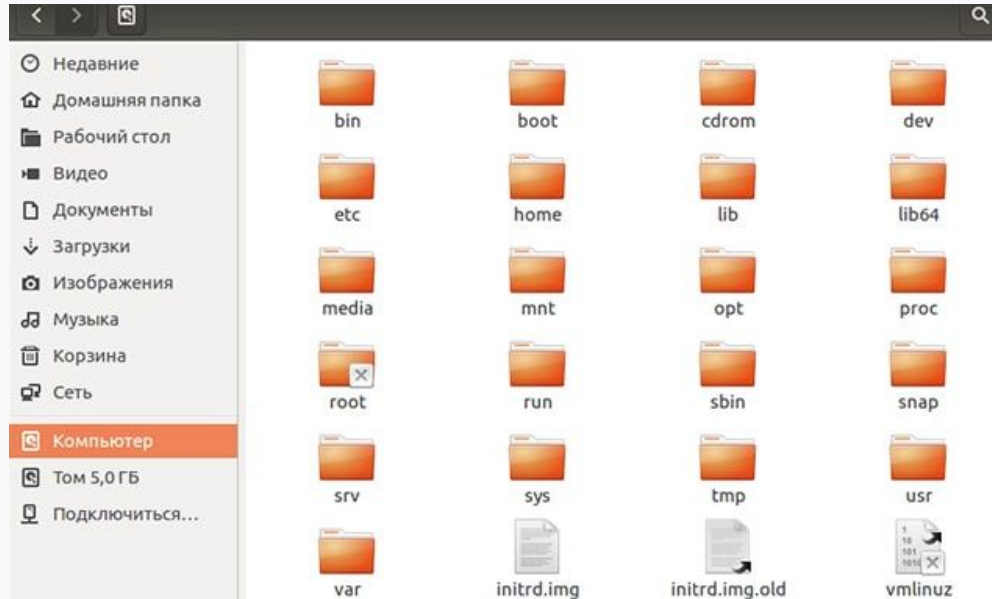 Недавние
Домашняя папка
Рабочий стол
Видео
Документы
Загрузки
Изображения
Музыка
Корзина
Сеть
Компьютер
Том 5,0 ГБ
Подключиться...
bin boot cdrom dev
etc home lib lib64
media mnt opt proc
root run sbin snap
srv sys tmp usr
var initrd.img initrd.img.old vmlinuz